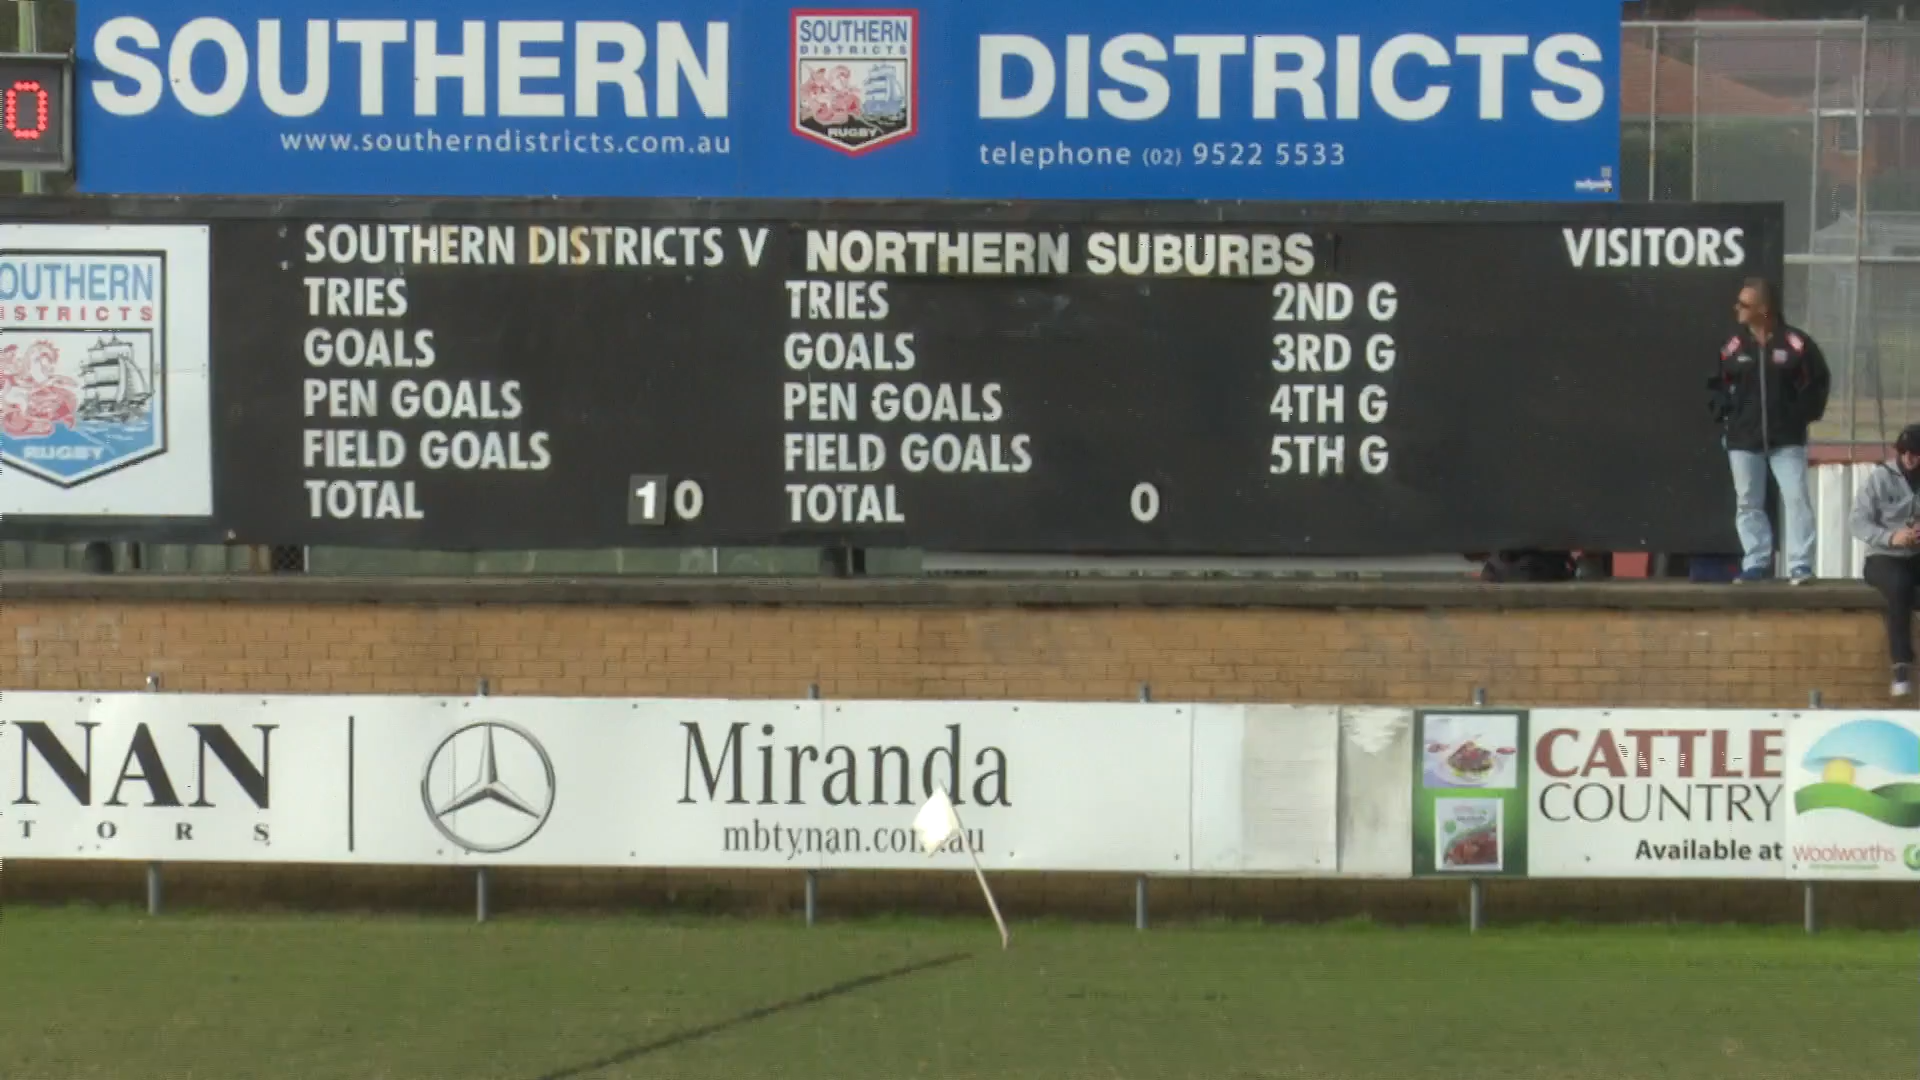 SOUTHERN DISTRICTS
www.southerndistricts.com.au
telephone (02) 9522 5533
SOUTHERN
DISTRICTS
RUGBY
0
SOUTHERN DISTRICTS V NORTHERN SUBURBS VISITORS
TRIES TRIES 2ND G
GOALS GOALS 3RD G
PEN GOALS PEN GOALS 4TH G
FIELD GOALS FIELD GOALS 5TH G
TOTAL 10 TOTAL 0
OUTHERN
ISTRICTS
RUGBY
NAN
TORS
Miranda
mbtynan.com.au
CATTLE
COUNTRY
Available at Woolworths